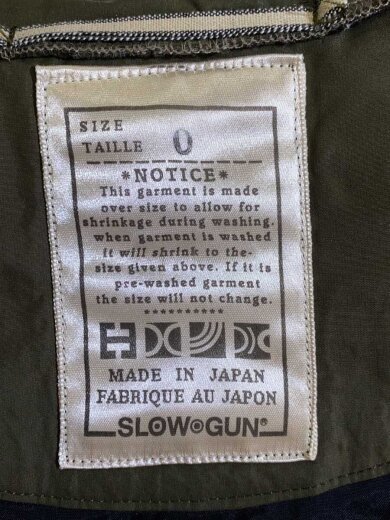 SIZE
TAILLE 0
*NOTICE*
This garment is made
over size to allow for
shrinkage during washing.
when garment is washed
it will shrink to the-
size given above. If it is
pre-washed garment
the size will not change.
**********
MADE IN JAPAN
FABRIQUE AU JAPON
SLOWGUN®